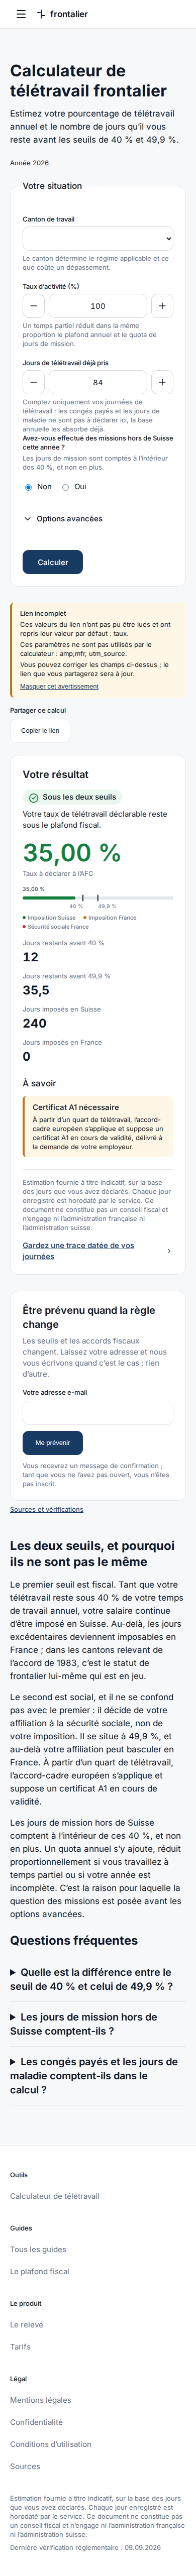 frontalier
Calculateur de
télétravail frontalier
Estimez votre pourcentage de télétravail
annuel et le nombre de jours qu'il vous
reste avant les seuils de 40 % et 49,9 %.
Année 2026
Votre situation
Canton de travail
Le canton détermine le régime applicable et ce
que coûte un dépassement.
Taux d'activité (%)
100
Un temps partiel réduit dans la même
proportion le plafond annuel et le quota de
jours de mission.
Jours de télétravail déjà pris
84
Comptez uniquement vos journées de
télétravail : les congés payés et les jours de
maladie ne sont pas à déclarer ici, la base
annuelle les absorbe déjà.
Avez-vous effectué des missions hors de Suisse
cette année ?
Les jours de mission sont comptés à l'intérieur
des 40 %, et non en plus.
Non Oui
Options avancées
Calculer
Lien incomplet
Ces valeurs du lien n'ont pas pu être lues et ont
repris leur valeur par défaut : taux.
Ces paramètres ne sont pas utilisés par le
calculateur : amp;mfr, utm_source.
Vous pouvez corriger les champs ci-dessus ; le
lien que vous partagerez sera à jour.
Masquer cet avertissement
Partager ce calcul
Copier le lien
Votre résultat
Sous les deux seuils
Votre taux de télétravail déclarable reste
sous le plafond fiscal.
35,00 %
Taux à déclarer à l'AFC
35,00 %
40 % 49,9 %
Imposition Suisse Imposition France
Sécurité sociale France
Jours restants avant 40 %
12
Jours restants avant 49,9 %
35,5
Jours imposés en Suisse
240
Jours imposés en France
0
À savoir
Certificat A1 nécessaire
À partir d'un quart de télétravail, l'accord-
cadre européen s'applique et suppose un
certificat A1 en cours de validité, délivré à
la demande de votre employeur.
Estimation fournie à titre indicatif, sur la base
des jours que vous avez déclarés. Chaque jour
enregistré est horodaté par le service. Ce
document ne constitue pas un conseil fiscal et
n'engage ni l'administration française ni
l'administration suisse.
Gardez une trace datée de vos
journées
Être prévenu quand la règle
change
Les seuils et les accords fiscaux
changent. Laissez votre adresse et nous
vous écrivons quand c'est le cas : rien
d'autre.
Votre adresse e-mail
Me prévenir
Vous recevrez un message de confirmation ;
tant que vous ne l'avez pas ouvert, vous n'êtes
pas inscrit.
Sources et vérifications
Les deux seuils, et pourquoi
ils ne sont pas le même
Le premier seuil est fiscal. Tant que votre
télétravail reste sous 40 % de votre temps
de travail annuel, votre salaire continue
d'être imposé en Suisse. Au-delà, les jours
excédentaires deviennent imposables en
France ; dans les cantons relevant de
l'accord de 1983, c'est le statut de
frontalier lui-même qui est en jeu.
Le second est social, et il ne se confond
pas avec le premier : il décide de votre
affiliation à la sécurité sociale, non de
votre imposition. Il se situe à 49,9 %, et
au-delà votre affiliation peut basculer en
France. À partir d'un quart de télétravail,
l'accord-cadre européen s'applique et
suppose un certificat A1 en cours de
validité.
Les jours de mission hors de Suisse
comptent à l'intérieur de ces 40 %, et non
en plus. Un quota annuel s'y ajoute, réduit
proportionnellement si vous travaillez à
temps partiel ou si votre année est
incomplète. C'est la raison pour laquelle la
question des missions est posée avant les
options avancées.
Questions fréquentes
Quelle est la différence entre le
seuil de 40 % et celui de 49,9 % ?
Les jours de mission hors de
Suisse comptent-ils ?
Les congés payés et les jours de
maladie comptent-ils dans le
calcul ?
Outils
Calculateur de télétravail
Guides
Tous les guides
Le plafond fiscal
Le produit
Le relevé
Tarifs
Légal
Mentions légales
Confidentialité
Conditions d'utilisation
Sources
Estimation fournie à titre indicatif, sur la base des jours
que vous avez déclarés. Chaque jour enregistré est
horodaté par le service. Ce document ne constitue pas
un conseil fiscal et n'engage ni l'administration française
ni l'administration suisse.
Dernière vérification réglementaire : 09.09.2026